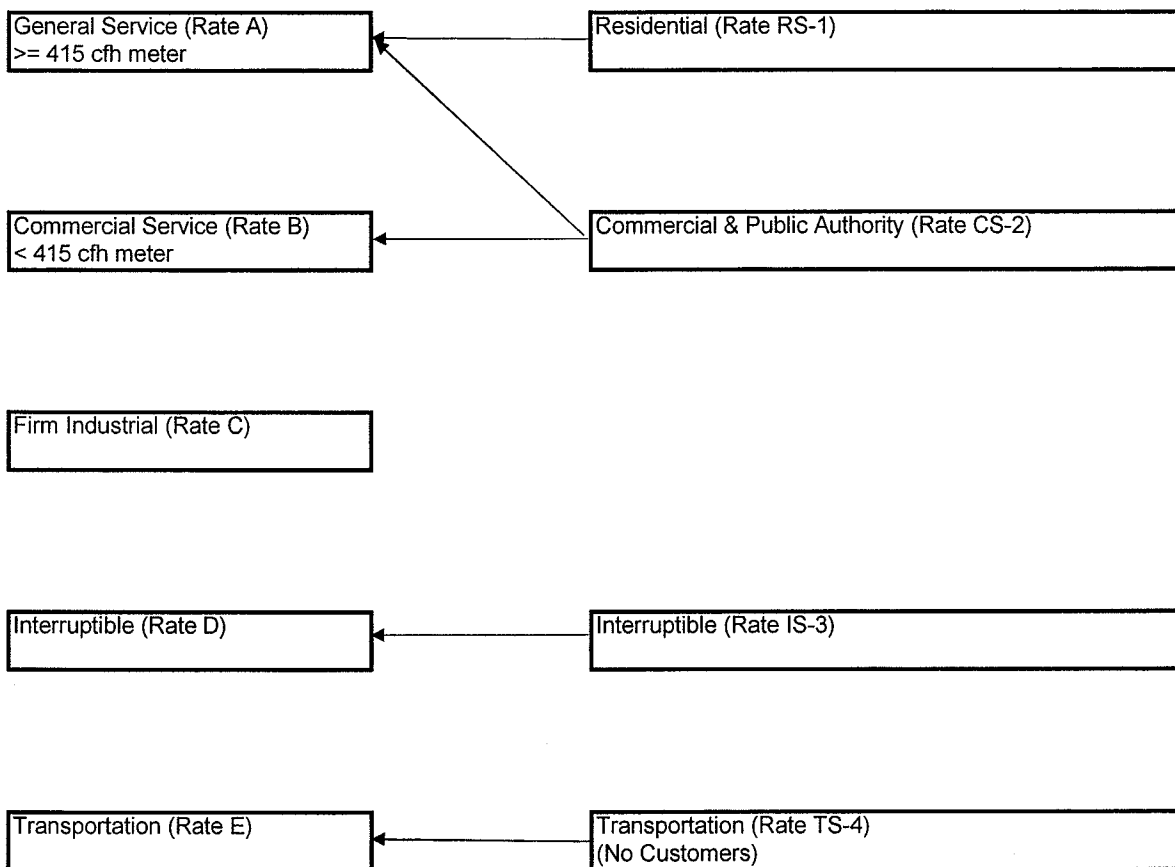 General Service (Rate A)
>= 415 cfh meter
Residential (Rate RS-1)
Commercial Service (Rate B)
< 415 cfh meter
Commercial & Public Authority (Rate CS-2)
Firm Industrial (Rate C)
Interruptible (Rate D)
Interruptible (Rate IS-3)
Transportation (Rate E)
Transportation (Rate TS-4)
(No Customers)